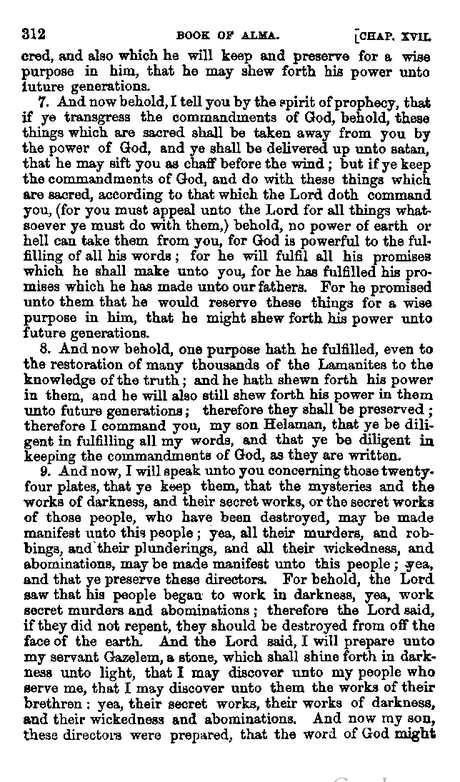 312 BOOK OF ALMA. [CHAP. XVII.
cred, and also which he will keep and preserve for a wise
purpose in him, that he may shew forth his power unto
future generations.
7. And now behold, I tell you by the spirit of prophecy, that
if ye transgress the commandments of God, behold, these
things which are sacred shall be taken away from you by
the power of God, and ye shall be delivered up unto satan,
that he may sift you as chaff before the wind; but if ye keep
the commandments of God, and do with these things which
are sacred, according to that which the Lord doth command
you, (for you must appeal unto the Lord for all things what-
soever ye must do with them,) behold, no power of earth or
hell can take them from you, for God is powerful to the ful-
filling of all his words; for he will fulfil all his promises
which he shall make unto you, for he has fulfilled his pro-
mises which he has made unto our fathers. For he promised
unto them that he would reserve these things for a wise
purpose in him, that he might shew forth his power unto
future generations.
8. And now behold, one purpose hath he fulfilled, even to
the restoration of many thousands of the Lamanites to the
knowledge of the truth; and he hath shewn forth his power
in them, and he will also still shew forth his power in them
unto future generations; therefore they shall be preserved;
therefore I command you, my son Helaman, that ye be dili-
gent in fulfilling all my words, and that ye be diligent in
keeping the commandments of God, as they are written.
9. And now, I will speak unto you concerning those twenty-
four plates, that ye keep them, that the mysteries and the
works of darkness, and their secret works, or the secret works
of those people, who have been destroyed, may be made
manifest unto this people; yea, all their murders, and rob-
bings, and their plunderings, and all their wickedness, and
abominations, may be made manifest unto this people; yea,
and that ye preserve these directors. For behold, the Lord
saw that his people began to work in darkness, yea, work
secret murders and abominations; therefore the Lord said,
if they did not repent, they should be destroyed from off the
face of the earth. And the Lord said, I will prepare unto
my servant Gazelem, a stone, which shall shine forth in dark-
ness unto light, that I may discover unto my people who
serve me, that I may discover unto them the works of their
brethren: yea, their secret works, their works of darkness,
and their wickedness and abominations. And now my son,
these directors were prepared, that the word of God might